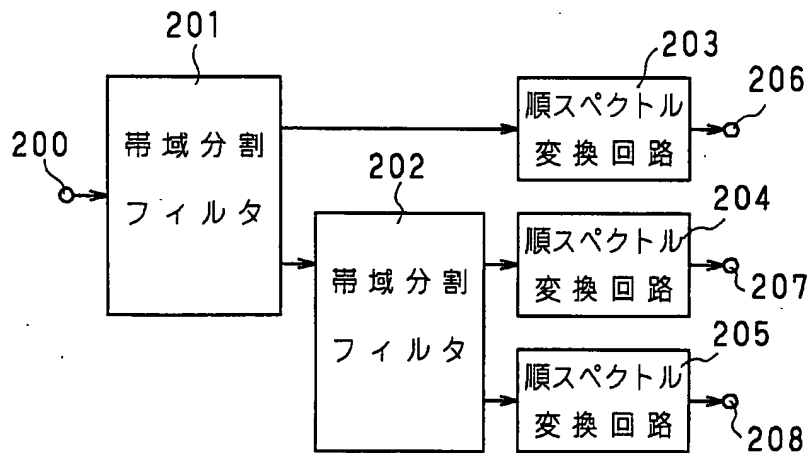 201
203
206
200
帯域分割
フィルタ
順スペクトル
変換回路
202
204
帯域分割
フィルタ
順スペクトル
変換回路
207
205
順スペクトル
変換回路
208